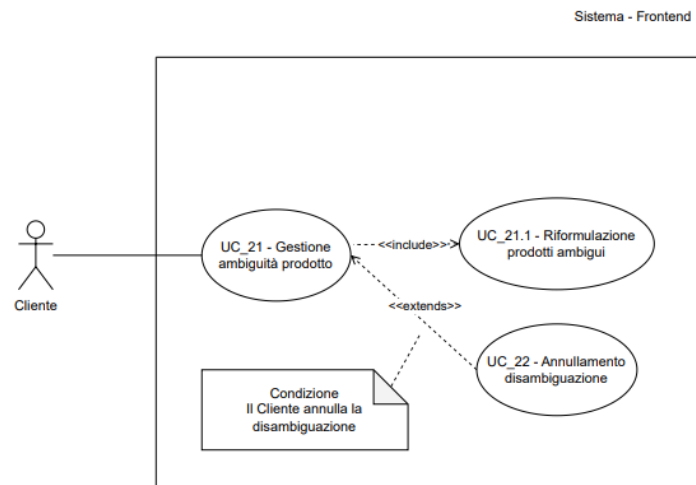 Sistema - Frontend
UC_21 - Gestione
ambiguità prodotto
<<include>>
UC_21.1 - Riformulazione
prodotti ambigui
Cliente
<<extends>>
UC_22 - Annullamento
disambiguazione
Condizione
Il Cliente annulla la
disambiguazione